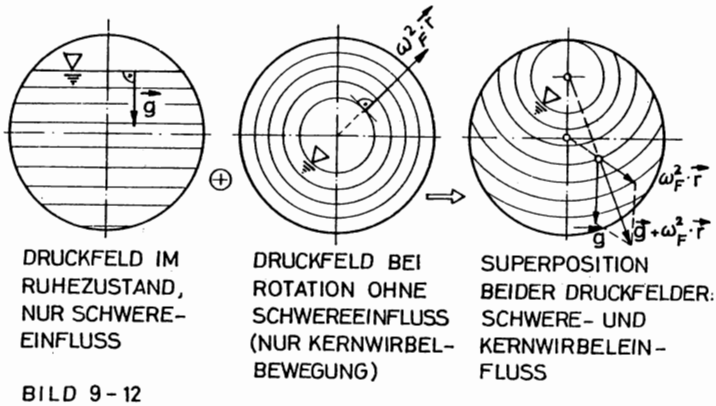 g
ω²F·r
ω²F·r
g
g+ω²F·r
DRUCKFELD IM
RUHEZUSTAND,
NUR SCHWERE-
EINFLUSS
DRUCKFELD BEI
ROTATION OHNE
SCHWEREEINFLUSS
(NUR KERNWIRBEL-
BEWEGUNG)
SUPERPOSITION
BEIDER DRUCKFELDER:
SCHWERE- UND
KERNWIRBELEIN-
FLUSS
BILD 9-12